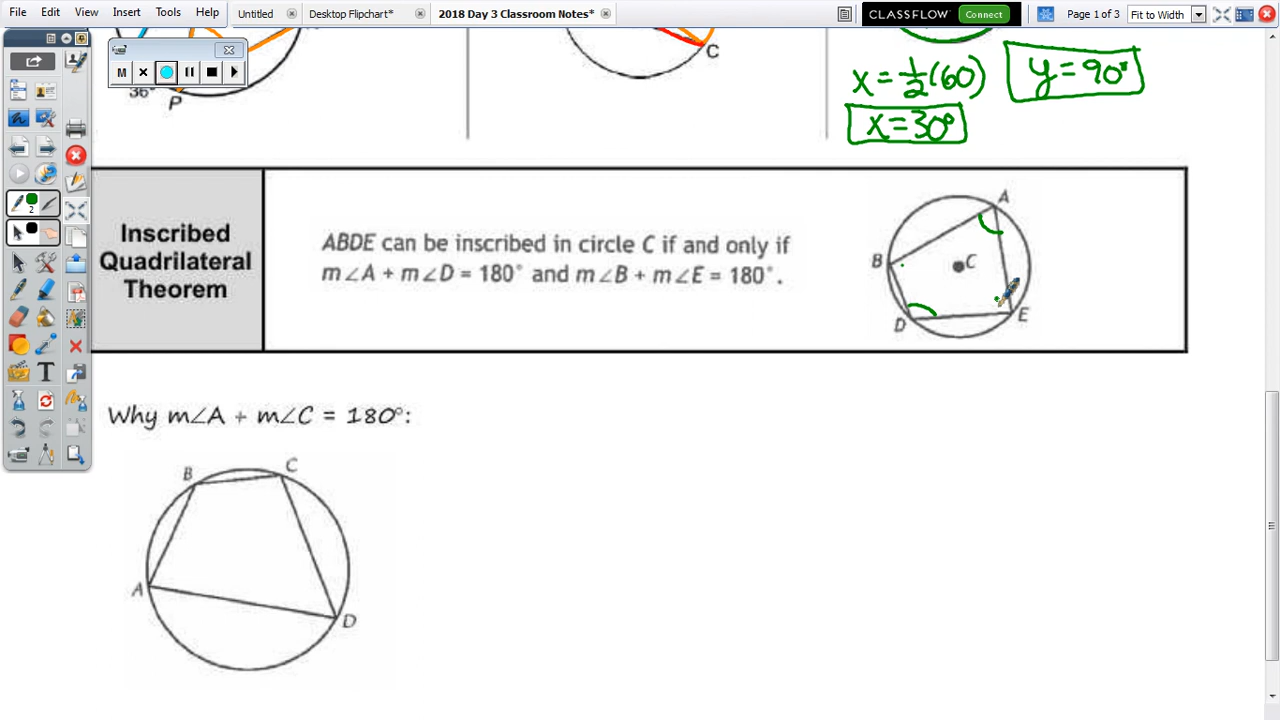 File Edit View Insert Tools Help
Untitled
Desktop Flipchart*
2018 Day 3 Classroom Notes*
CLASSFLOW Connect
Page 1 of 3
Fit to Width
M
36°
P
C
x = 1/2(60)
y = 90°
x = 30°
2
Inscribed
Quadrilateral
Theorem
ABDE can be inscribed in circle C if and only if
m∠A + m∠D = 180° and m∠B + m∠E = 180°.
A
B
C
D
E
Why m∠A + m∠C = 180°:
B
C
A
D